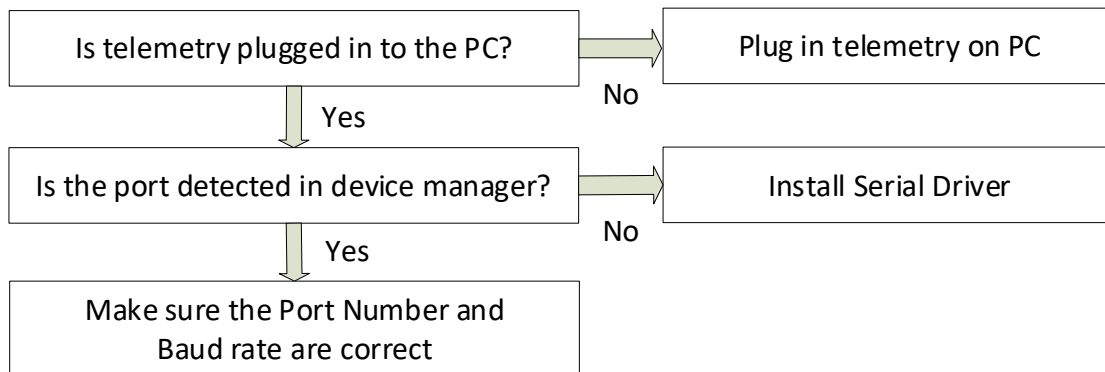 Is telemetry plugged in to the PC?
Plug in telemetry on PC
No
Yes
Is the port detected in device manager?
Install Serial Driver
No
Yes
Make sure the Port Number and
Baud rate are correct